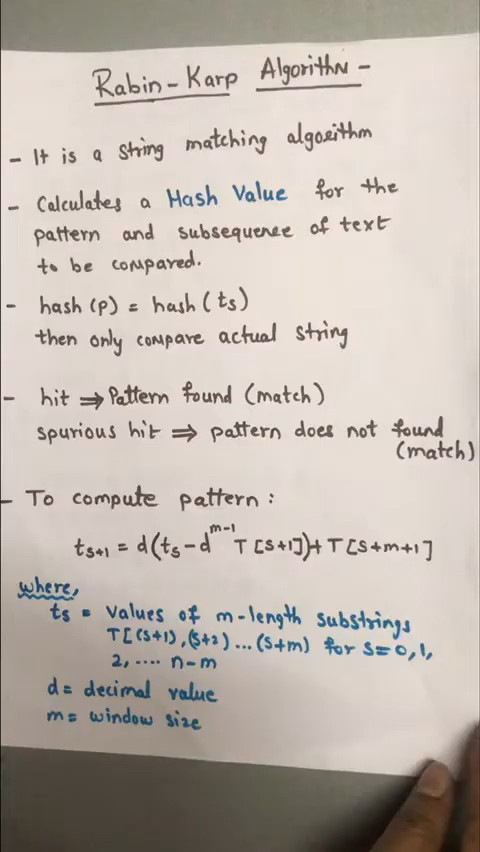 Rabin-Karp Algorithm -
- It is a string matching algorithm
- Calculates a Hash Value for the
pattern and subsequence of text
to be compared.
- hash (p) = hash (ts)
then only compare actual string
- hit ⇒ Pattern found (match)
spurious hit ⇒ pattern does not found
(match)
- To compute pattern :
t_{s+1} = d(t_s - d^{m-1} T[S+1]) + T[S+m+1]
where,
ts = values of m-length substrings
T[(S+1), (S+2) ... (S+m) for S=0,1,
2, .... n-m
d = decimal value
m = window size